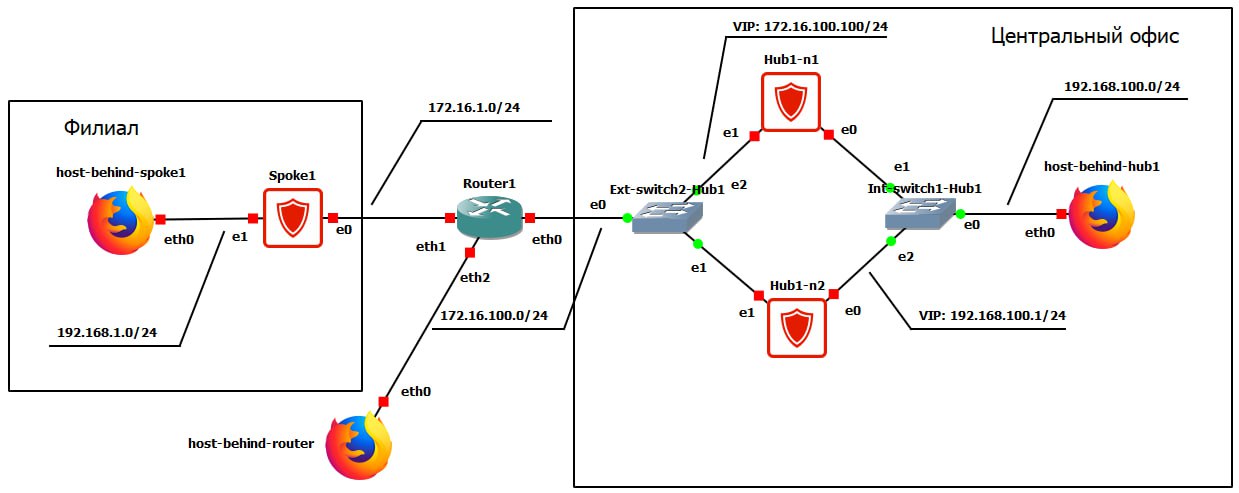 VIP: 172.16.100.100/24
Центральный офис
Hub1-n1
192.168.100.0/24
172.16.1.0/24
Филиал
e1
e0
host-behind-spoke1
Spoke1
Router1
Ext-switch2-Hub1
e2
e1
Int-switch1-Hub1
host-behind-hub1
e0
eth0
e1
e0
eth1
eth0
e0
eth0
eth2
e1
e2
Hub1-n2
192.168.1.0/24
172.16.100.0/24
e1
e0
VIP: 192.168.100.1/24
eth0
host-behind-router